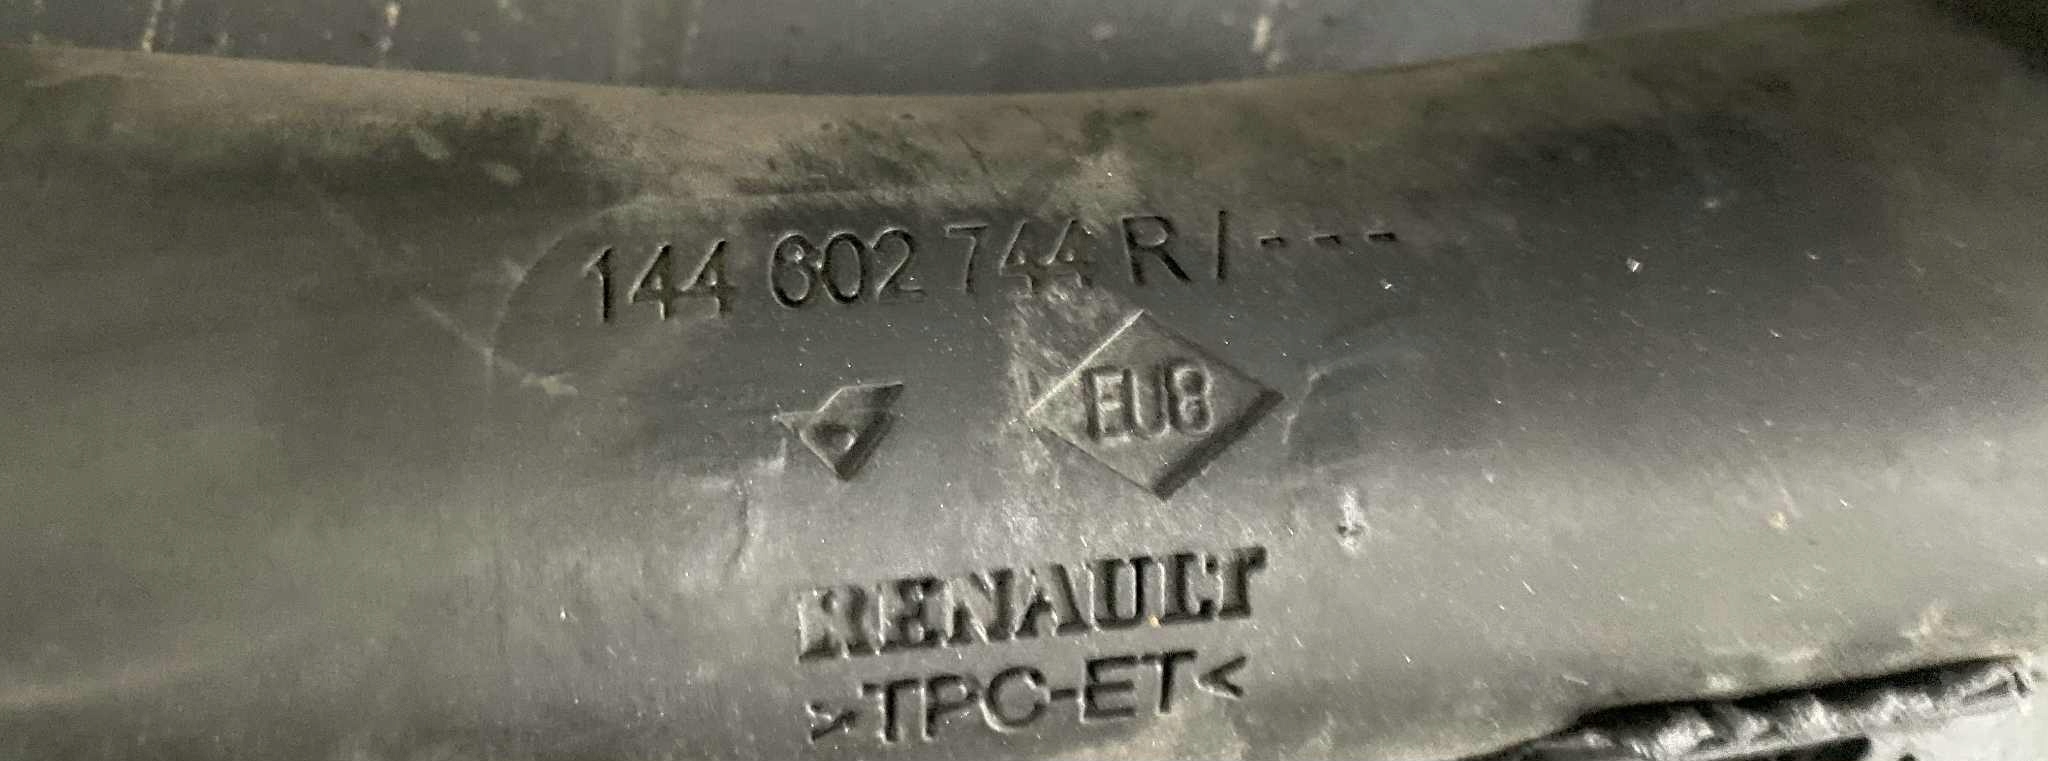 144 602 744 R / ---
EU8
RENAULT
>TPC-ET<